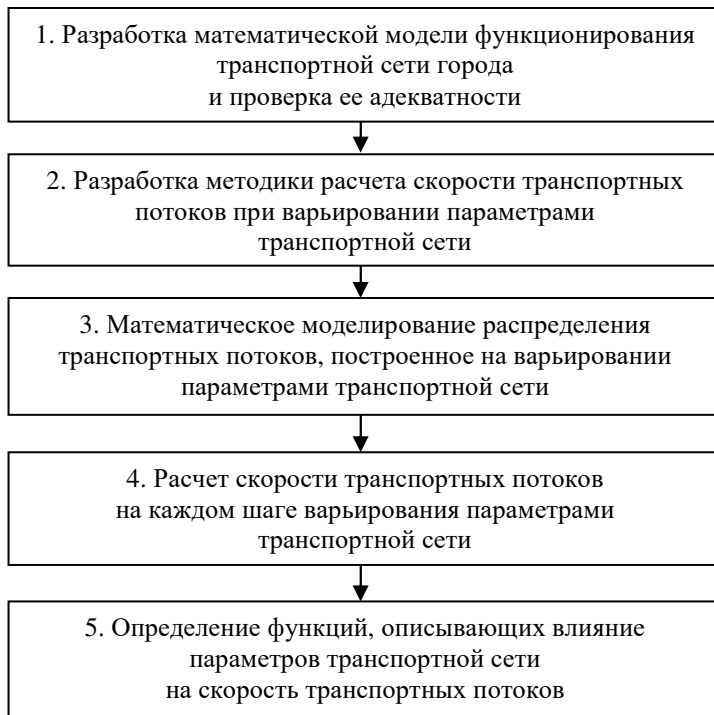 1. Разработка математической модели функционирования
транспортной сети города
и проверка ее адекватности
2. Разработка методики расчета скорости транспортных
потоков при варьировании параметрами
транспортной сети
3. Математическое моделирование распределения
транспортных потоков, построенное на варьировании
параметрами транспортной сети
4. Расчет скорости транспортных потоков
на каждом шаге варьирования параметрами
транспортной сети
5. Определение функций, описывающих влияние
параметров транспортной сети
на скорость транспортных потоков